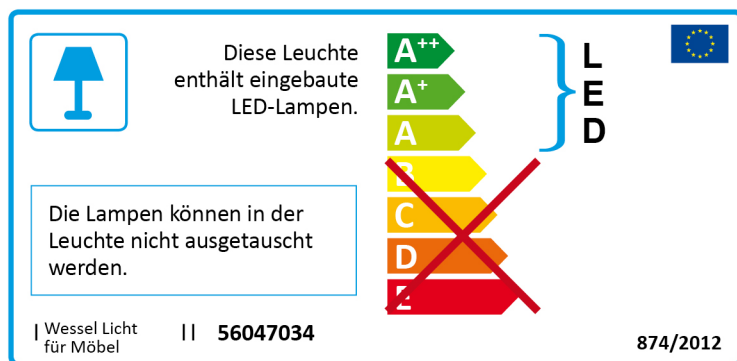 Diese Leuchte
enthält eingebaute
LED-Lampen.
A++
A+
A
B
C
D
E
L
E
D
Die Lampen können in der
Leuchte nicht ausgetauscht
werden.
I Wessel Licht
für Möbel
II 56047034
874/2012